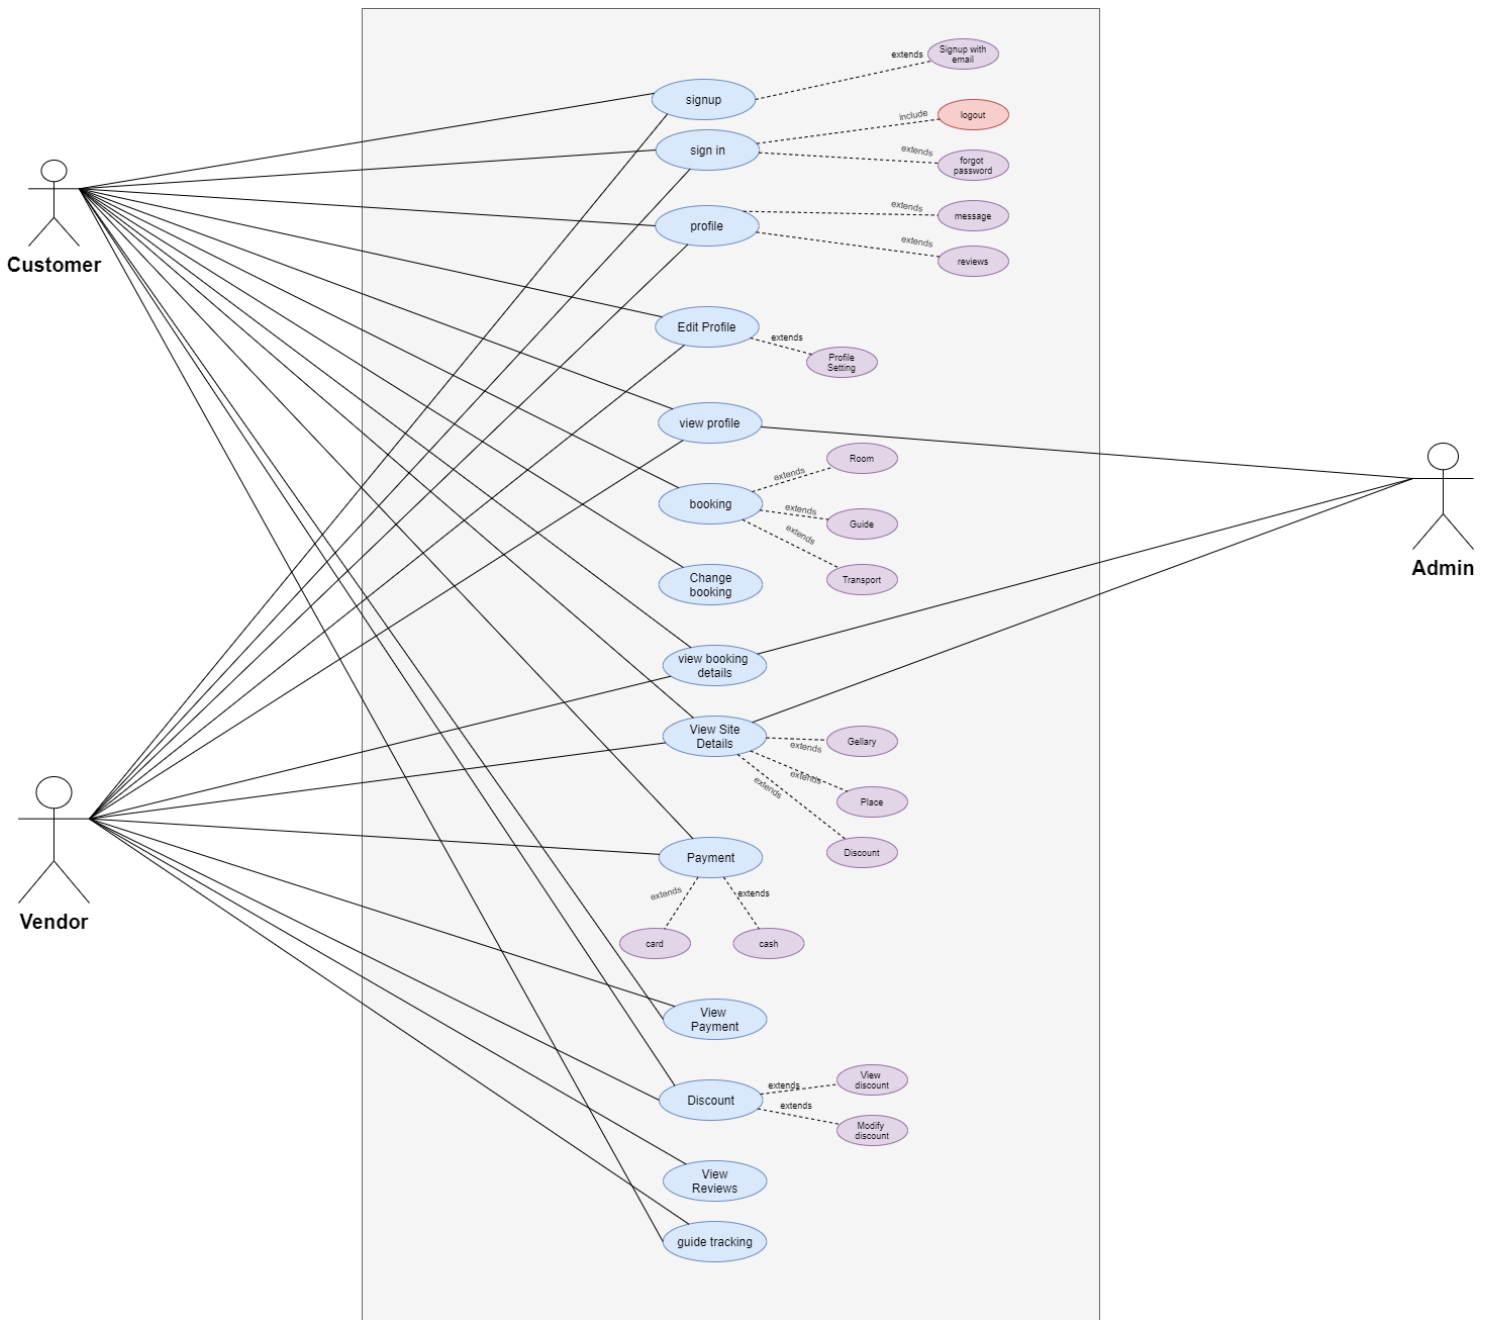 extends
Signup with
email
signup
include
logout
sign in
extends
forgot
password
Customer
extends
message
profile
extends
reviews
Edit Profile
extends
Profile
Setting
view profile
Room
extends
booking
extends
Guide
extends
Transport
Admin
Change
booking
view booking
details
View Site
Details
Gellary
extends
extends
Place
extends
Discount
Payment
extends
extends
card
cash
Vendor
View
Payment
Discount
extends
View
discount
extends
Modify
discount
View
Reviews
guide tracking